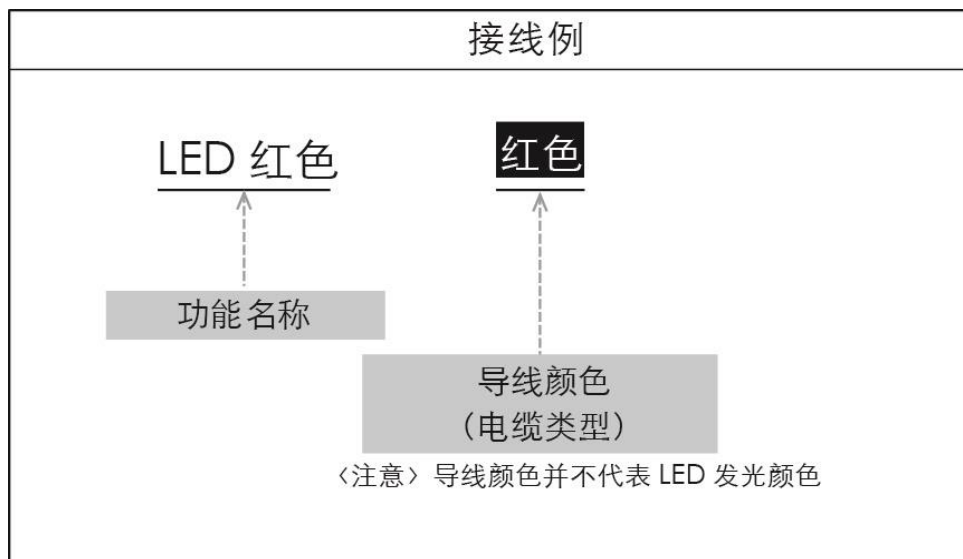 接线例
LED 红色 红色
功能名称
导线颜色
(电缆类型)
〈注意〉导线颜色并不代表 LED 发光颜色